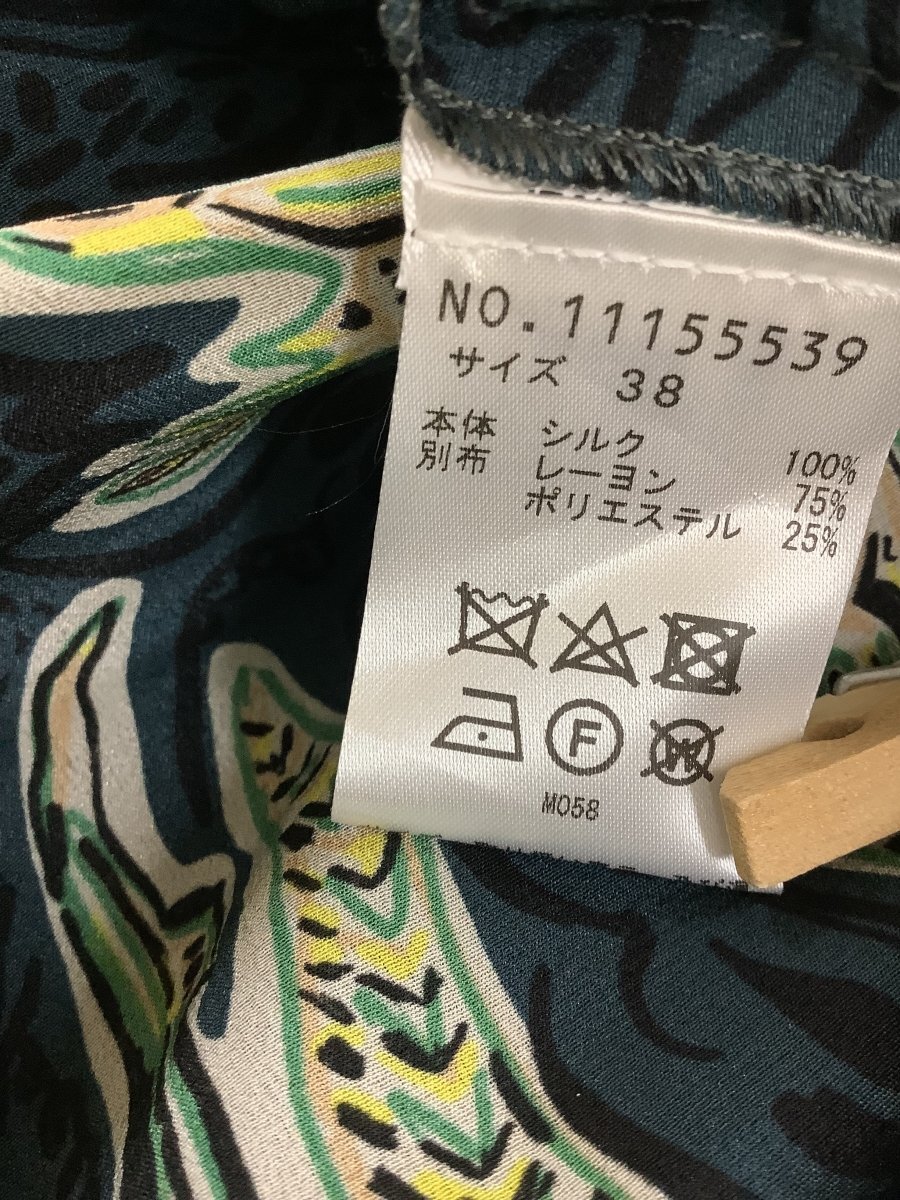 NO.11155539
サイズ 38
本体 シルク 100%
別布 レーヨン 75%
ポリエステル 25%
F
W
M058